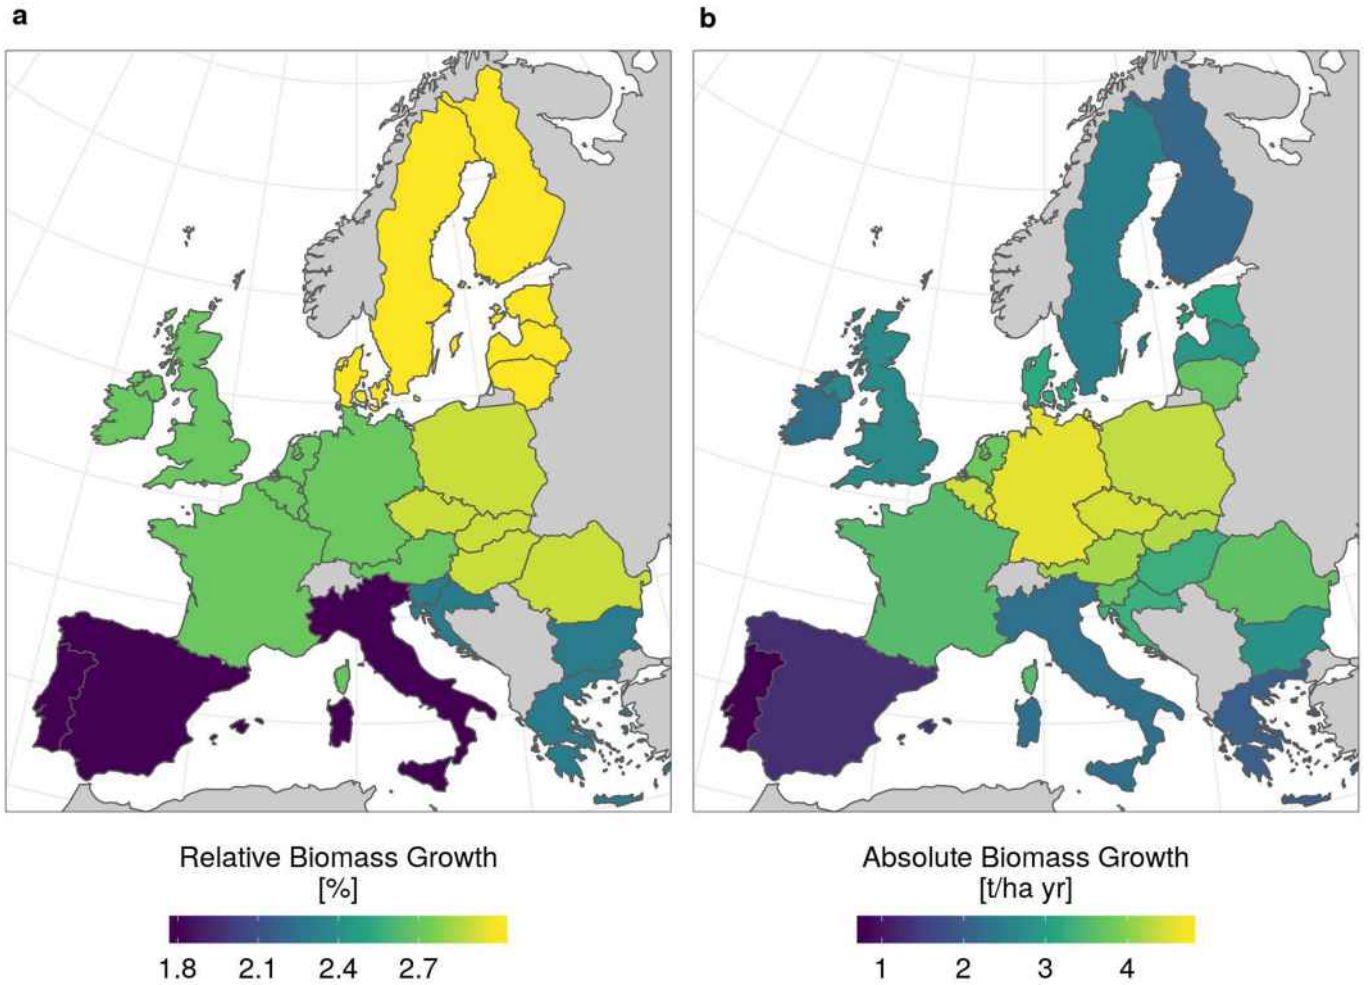 a
b
Relative Biomass Growth
[%]
1.8 2.1 2.4 2.7
Absolute Biomass Growth
[t/ha yr]
1 2 3 4